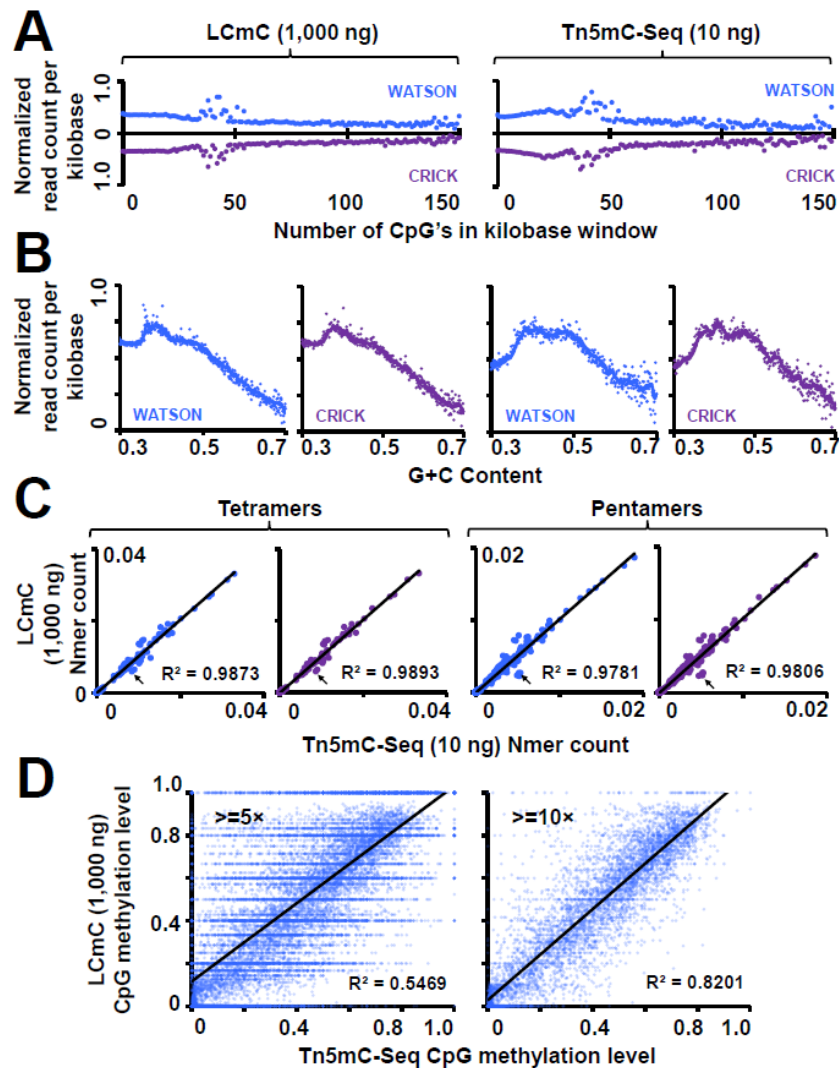 A
LCmC (1,000 ng)
Tn5mC-Seq (10 ng)
Normalized
read count per
kilobase
1.0
0
1.0
WATSON
CRICK
WATSON
CRICK
0 50 100 150
0 50 100 150
Number of CpG's in kilobase window
B
Normalized
read count per
kilobase
1.0
0
WATSON
CRICK
WATSON
CRICK
0.3 0.5 0.7
0.3 0.5 0.7
0.3 0.5 0.7
0.3 0.5 0.7
G+C Content
C
Tetramers
Pentamers
LCmC
(1,000 ng)
Nmer count
0.04
0
R² = 0.9873
R² = 0.9893
0.02
R² = 0.9781
R² = 0.9806
0 0.04
0 0.04
0 0.02
0 0.02
Tn5mC-Seq (10 ng) Nmer count
D
LCmC (1,000 ng)
CpG methylation level
1.0
0.8
0.4
0
>=5×
R² = 0.5469
>=10×
R² = 0.8201
0 0.4 0.8 1.0
0 0.4 0.8 1.0
Tn5mC-Seq CpG methylation level